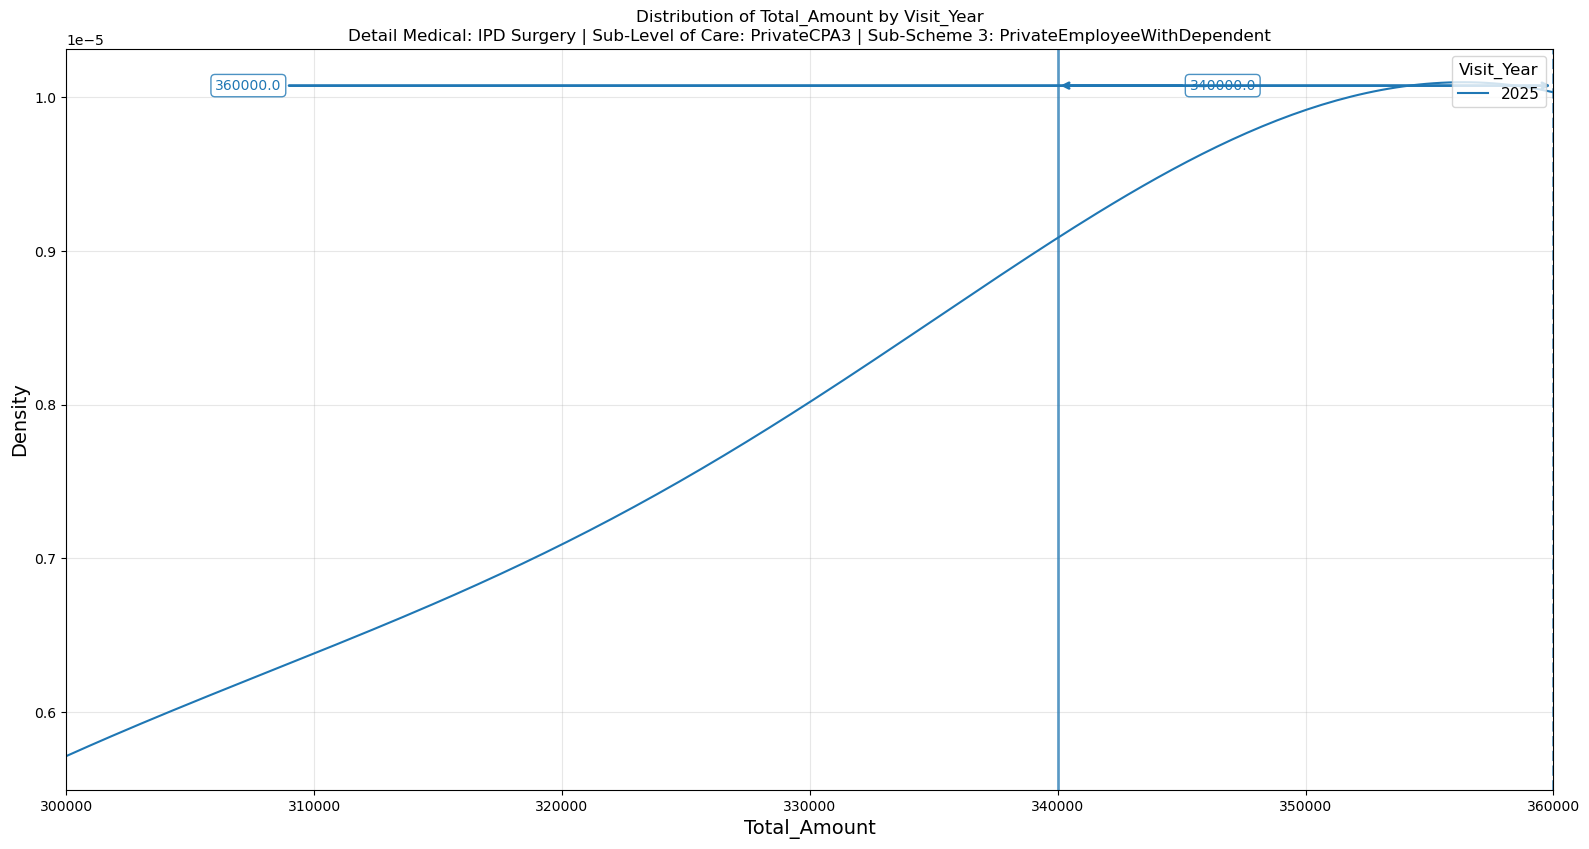 Distribution of Total_Amount by Visit_Year
Detail Medical: IPD Surgery | Sub-Level of Care: PrivateCPA3 | Sub-Scheme 3: PrivateEmployeeWithDependent
1e−5
360000.0
340000.0
Visit_Year
2025
1.0
0.9
0.8
0.7
0.6
Density
300000
310000
320000
330000
340000
350000
360000
Total_Amount